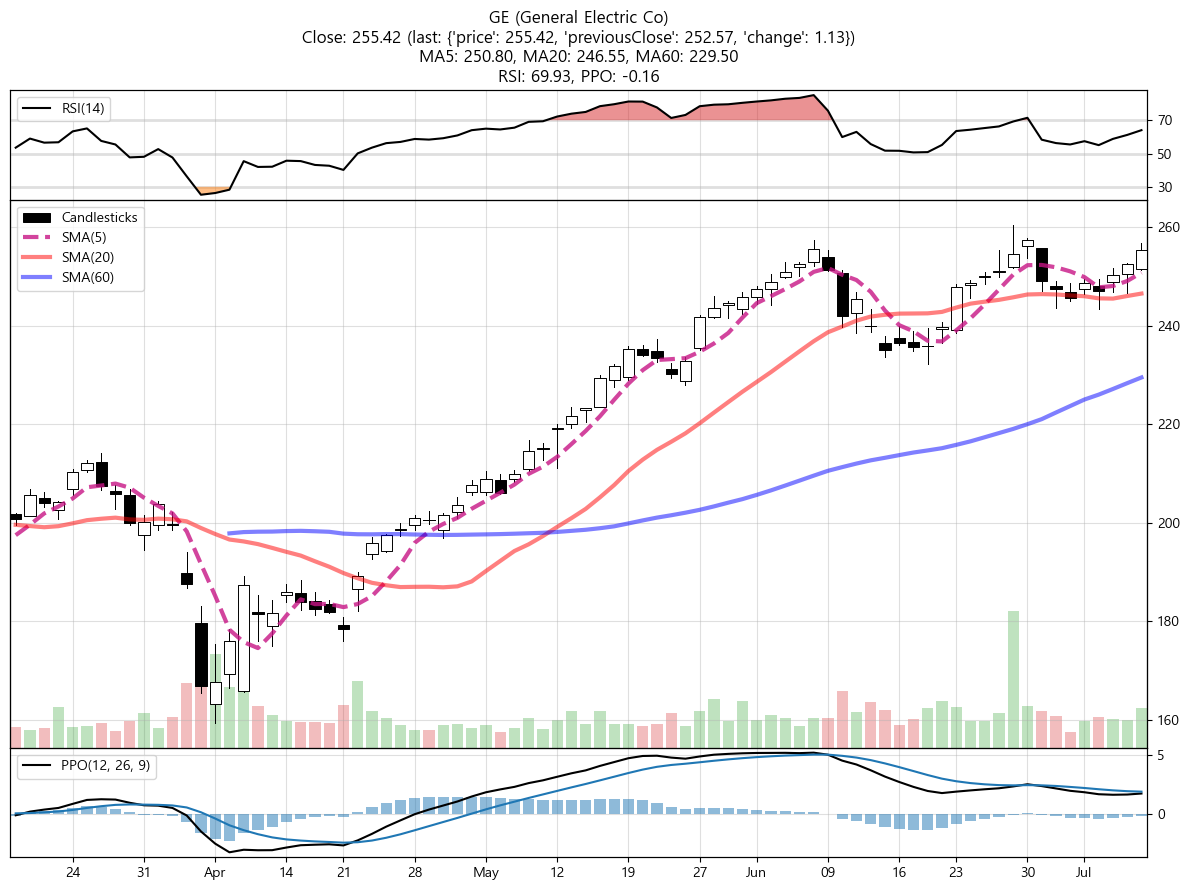 GE (General Electric Co)
Close: 255.42 (last: {'price': 255.42, 'previousClose': 252.57, 'change': 1.13})
MA5: 250.80, MA20: 246.55, MA60: 229.50
RSI: 69.93, PPO: -0.16
RSI(14)
70
50
30
Candlesticks
SMA(5)
SMA(20)
SMA(60)
260
240
220
200
180
160
PPO(12, 26, 9)
5
0
24 31 Apr 14 21 28 May 12 19 27 Jun 09 16 23 30 Jul